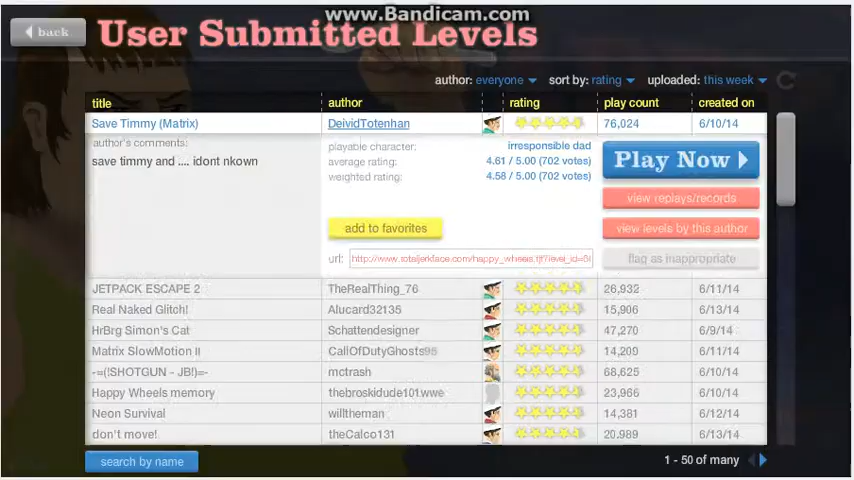 www.Bandicam.com
back
User Submitted Levels
author: everyone sort by: rating uploaded: this week
title author rating play count created on
Save Timmy (Matrix) DeividTotenhan 76,024 6/10/14
author's comments:
save timmy and .... idont nkown
playable character: irresponsible dad
average rating: 4.61 / 5.00 (702 votes)
weighted rating: 4.58 / 5.00 (702 votes)
Play Now
view replays/records
add to favorites
view levels by this author
url:
flag as inappropriate
JETPACK ESCAPE 2 TheRealThing_76 26,932 6/11/14
Real Naked Glitch! Alucard32135 15,906 6/13/14
HrBrg Simon's Cat Schattendesigner 47,270 6/9/14
Matrix SlowMotion II CallOfDutyGhosts95 14,209 6/11/14
-=(!SHOTGUN - JB!)=- mctrash 68,625 6/10/14
Happy Wheels memory thebroskidude101.wwe 23,966 6/10/14
Neon Survival willtheman 14,381 6/12/14
don't move! theCalco131 20,989 6/13/14
search by name
1 - 50 of many